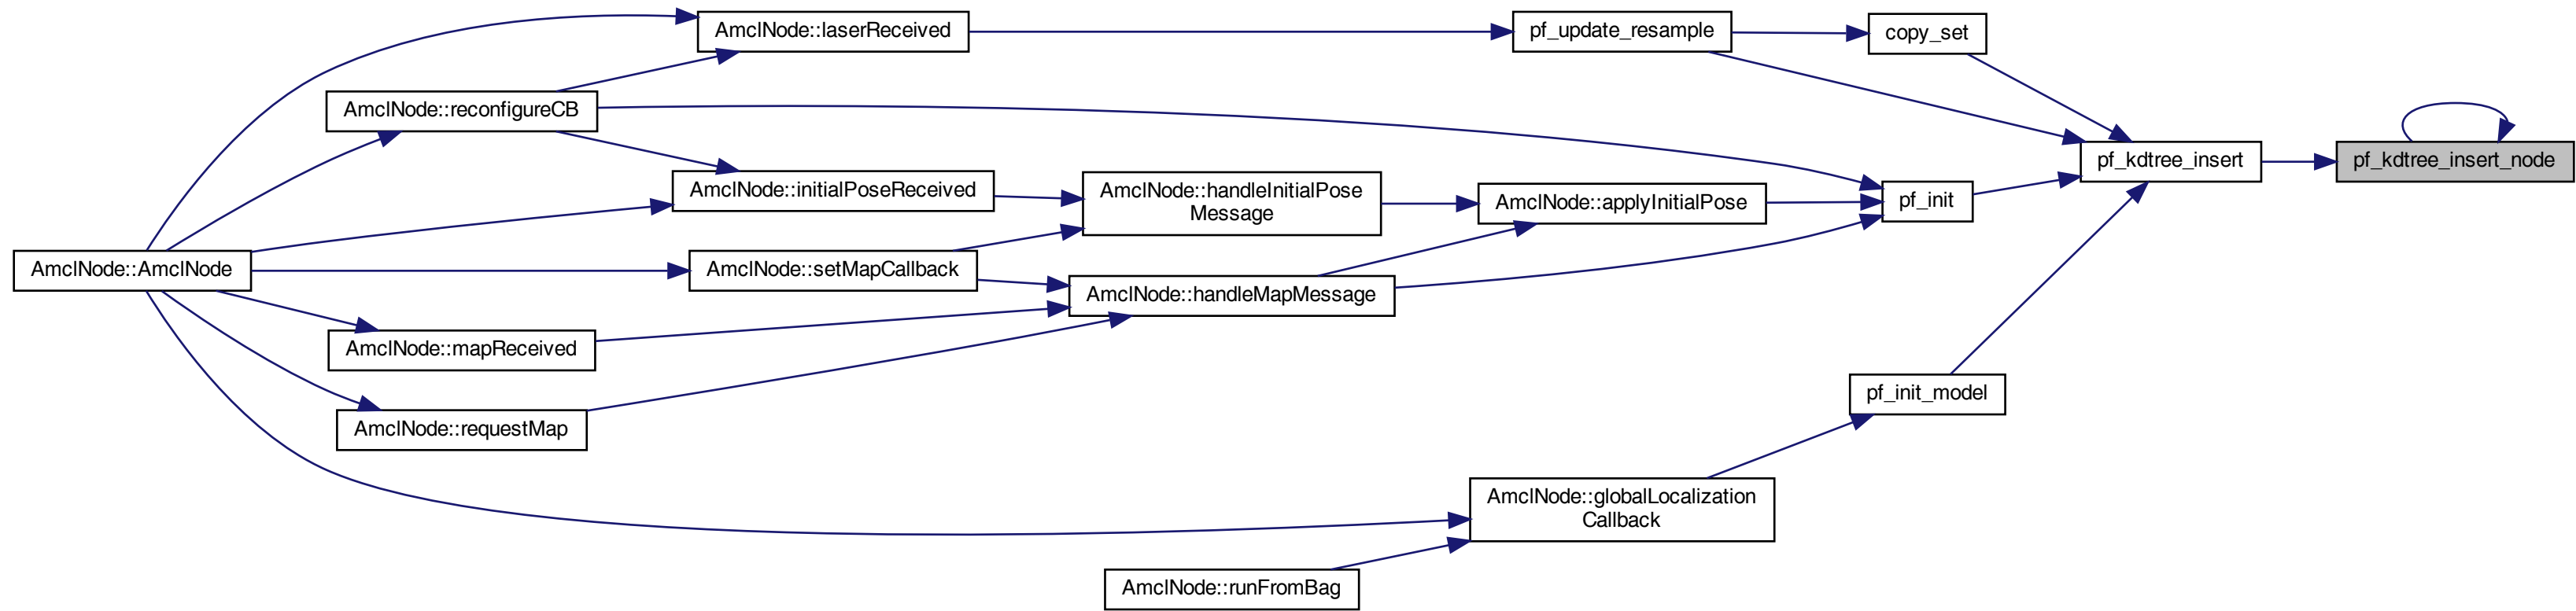 AmclNode::laserReceived
pf_update_resample
copy_set
AmclNode::reconfigureCB
pf_kdtree_insert
pf_kdtree_insert_node
AmclNode::initialPoseReceived
AmclNode::handleInitialPose
Message
AmclNode::applyInitialPose
pf_init
AmclNode::AmclNode
AmclNode::setMapCallback
AmclNode::handleMapMessage
AmclNode::mapReceived
pf_init_model
AmclNode::requestMap
AmclNode::globalLocalization
Callback
AmclNode::runFromBag